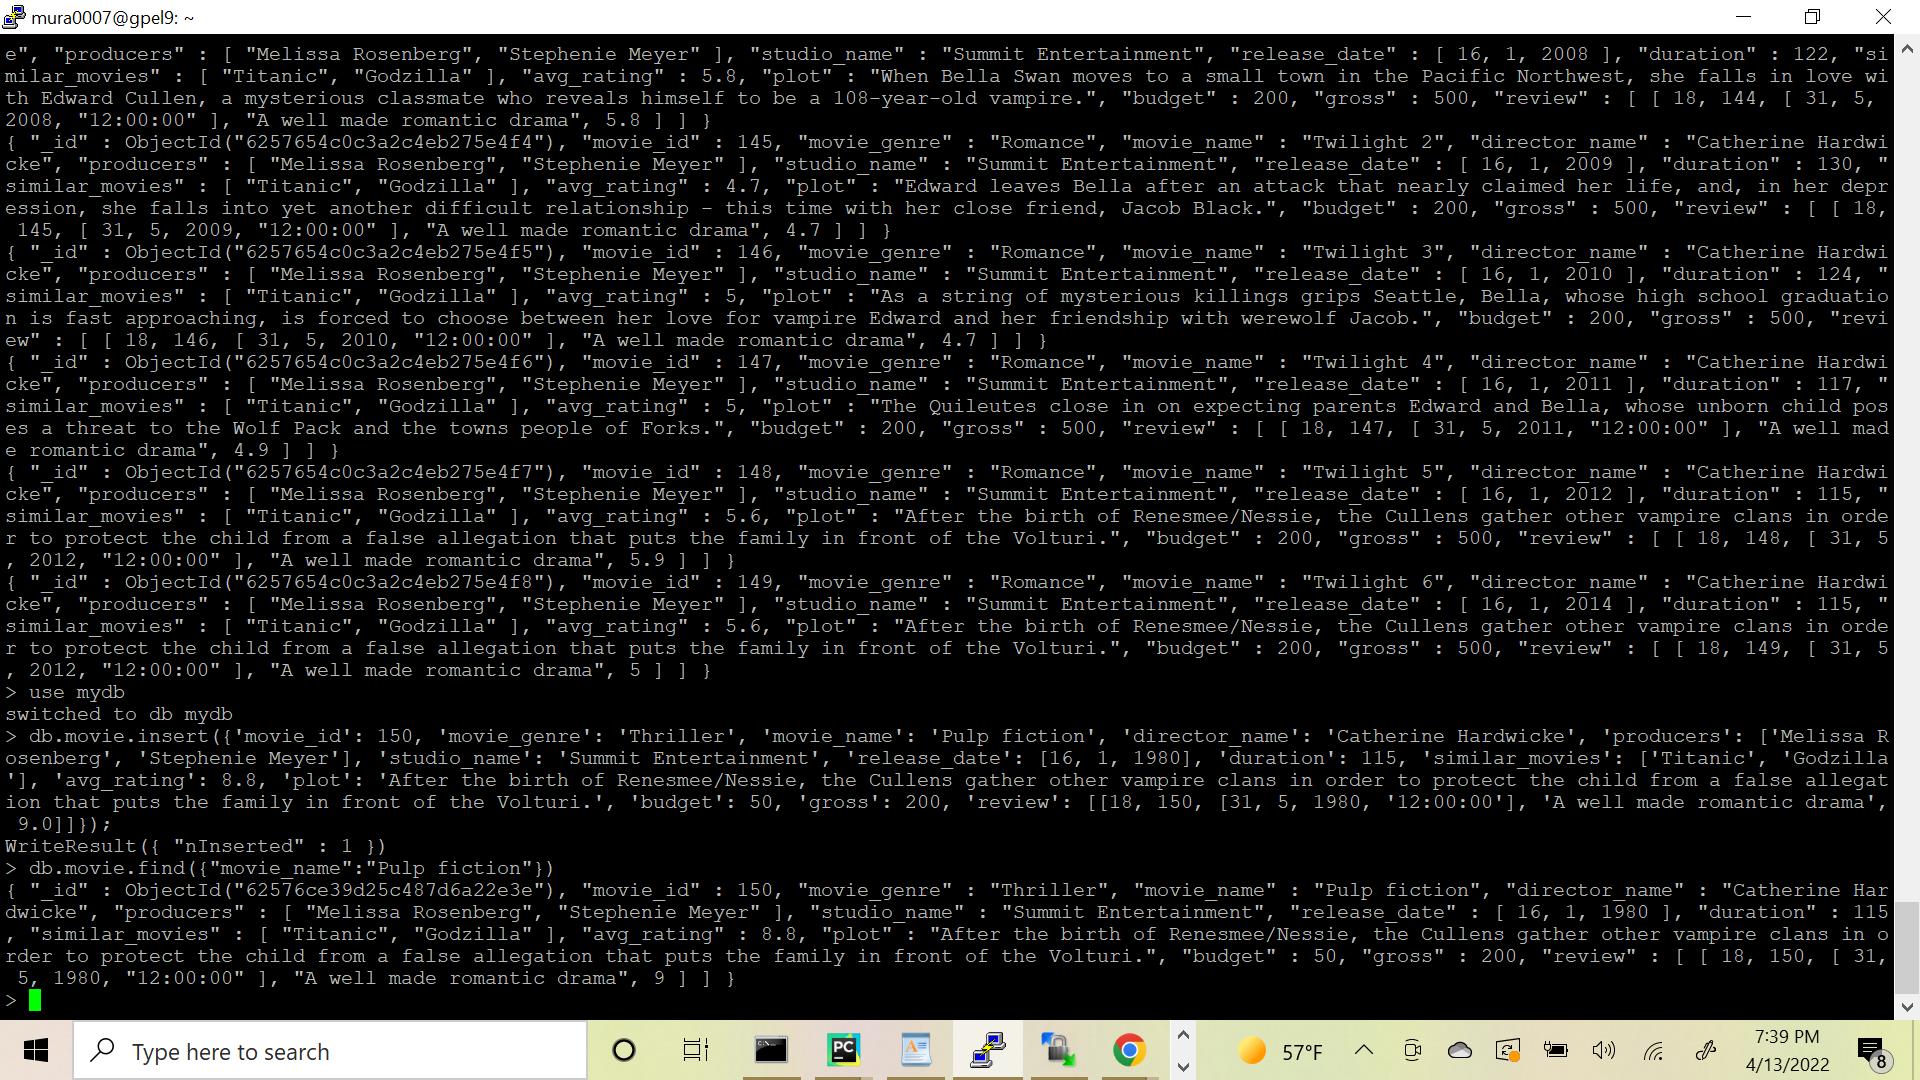 mura0007@gpel9: ~
e", "producers" : [ "Melissa Rosenberg", "Stephenie Meyer" ], "studio_name" : "Summit Entertainment", "release_date" : [ 16, 1, 2008 ], "duration" : 122, "si
milar_movies" : [ "Titanic", "Godzilla" ], "avg_rating" : 5.8, "plot" : "When Bella Swan moves to a small town in the Pacific Northwest, she falls in love wi
th Edward Cullen, a mysterious classmate who reveals himself to be a 108-year-old vampire.", "budget" : 200, "gross" : 500, "review" : [ [ 18, 144, [ 31, 5,
2008, "12:00:00" ], "A well made romantic drama", 5.8 ] ] }
{ "_id" : ObjectId("6257654c0c3a2c4eb275e4f4"), "movie_id" : 145, "movie_genre" : "Romance", "movie_name" : "Twilight 2", "director_name" : "Catherine Hardwi
cke", "producers" : [ "Melissa Rosenberg", "Stephenie Meyer" ], "studio_name" : "Summit Entertainment", "release_date" : [ 16, 1, 2009 ], "duration" : 130, "
similar_movies" : [ "Titanic", "Godzilla" ], "avg_rating" : 4.7, "plot" : "Edward leaves Bella after an attack that nearly claimed her life, and, in her depr
ession, she falls into yet another difficult relationship - this time with her close friend, Jacob Black.", "budget" : 200, "gross" : 500, "review" : [ [ 18,
 145, [ 31, 5, 2009, "12:00:00" ], "A well made romantic drama", 4.7 ] ] }
{ "_id" : ObjectId("6257654c0c3a2c4eb275e4f5"), "movie_id" : 146, "movie_genre" : "Romance", "movie_name" : "Twilight 3", "director_name" : "Catherine Hardwi
cke", "producers" : [ "Melissa Rosenberg", "Stephenie Meyer" ], "studio_name" : "Summit Entertainment", "release_date" : [ 16, 1, 2010 ], "duration" : 124, "
similar_movies" : [ "Titanic", "Godzilla" ], "avg_rating" : 5, "plot" : "As a string of mysterious killings grips Seattle, Bella, whose high school graduatio
n is fast approaching, is forced to choose between her love for vampire Edward and her friendship with werewolf Jacob.", "budget" : 200, "gross" : 500, "revi
ew" : [ [ 18, 146, [ 31, 5, 2010, "12:00:00" ], "A well made romantic drama", 4.7 ] ] }
{ "_id" : ObjectId("6257654c0c3a2c4eb275e4f6"), "movie_id" : 147, "movie_genre" : "Romance", "movie_name" : "Twilight 4", "director_name" : "Catherine Hardwi
cke", "producers" : [ "Melissa Rosenberg", "Stephenie Meyer" ], "studio_name" : "Summit Entertainment", "release_date" : [ 16, 1, 2011 ], "duration" : 117, "
similar_movies" : [ "Titanic", "Godzilla" ], "avg_rating" : 5, "plot" : "The Quileutes close in on expecting parents Edward and Bella, whose unborn child pos
es a threat to the Wolf Pack and the towns people of Forks.", "budget" : 200, "gross" : 500, "review" : [ [ 18, 147, [ 31, 5, 2011, "12:00:00" ], "A well mad
e romantic drama", 4.9 ] ] }
{ "_id" : ObjectId("6257654c0c3a2c4eb275e4f7"), "movie_id" : 148, "movie_genre" : "Romance", "movie_name" : "Twilight 5", "director_name" : "Catherine Hardwi
cke", "producers" : [ "Melissa Rosenberg", "Stephenie Meyer" ], "studio_name" : "Summit Entertainment", "release_date" : [ 16, 1, 2012 ], "duration" : 115, "
similar_movies" : [ "Titanic", "Godzilla" ], "avg_rating" : 5.6, "plot" : "After the birth of Renesmee/Nessie, the Cullens gather other vampire clans in orde
r to protect the child from a false allegation that puts the family in front of the Volturi.", "budget" : 200, "gross" : 500, "review" : [ [ 18, 148, [ 31, 5
, 2012, "12:00:00" ], "A well made romantic drama", 5.9 ] ] }
{ "_id" : ObjectId("6257654c0c3a2c4eb275e4f8"), "movie_id" : 149, "movie_genre" : "Romance", "movie_name" : "Twilight 6", "director_name" : "Catherine Hardwi
cke", "producers" : [ "Melissa Rosenberg", "Stephenie Meyer" ], "studio_name" : "Summit Entertainment", "release_date" : [ 16, 1, 2014 ], "duration" : 115, "
similar_movies" : [ "Titanic", "Godzilla" ], "avg_rating" : 5.6, "plot" : "After the birth of Renesmee/Nessie, the Cullens gather other vampire clans in orde
r to protect the child from a false allegation that puts the family in front of the Volturi.", "budget" : 200, "gross" : 500, "review" : [ [ 18, 149, [ 31, 5
, 2012, "12:00:00" ], "A well made romantic drama", 5 ] ] }
> use mydb
switched to db mydb
> db.movie.insert({'movie_id': 150, 'movie_genre': 'Thriller', 'movie_name': 'Pulp fiction', 'director_name': 'Catherine Hardwicke', 'producers': ['Melissa R
osenberg', 'Stephenie Meyer'], 'studio_name': 'Summit Entertainment', 'release_date': [16, 1, 1980], 'duration': 115, 'similar_movies': ['Titanic', 'Godzilla
'], 'avg_rating': 8.8, 'plot': 'After the birth of Renesmee/Nessie, the Cullens gather other vampire clans in order to protect the child from a false allegat
ion that puts the family in front of the Volturi.', 'budget': 50, 'gross': 200, 'review': [[18, 150, [31, 5, 1980, '12:00:00'], 'A well made romantic drama',
 9.0]]});
WriteResult({ "nInserted" : 1 })
> db.movie.find({"movie_name":"Pulp fiction"})
{ "_id" : ObjectId("62576ce39d25c487d6a22e3e"), "movie_id" : 150, "movie_genre" : "Thriller", "movie_name" : "Pulp fiction", "director_name" : "Catherine Har
dwicke", "producers" : [ "Melissa Rosenberg", "Stephenie Meyer" ], "studio_name" : "Summit Entertainment", "release_date" : [ 16, 1, 1980 ], "duration" : 115
, "similar_movies" : [ "Titanic", "Godzilla" ], "avg_rating" : 8.8, "plot" : "After the birth of Renesmee/Nessie, the Cullens gather other vampire clans in o
rder to protect the child from a false allegation that puts the family in front of the Volturi.", "budget" : 50, "gross" : 200, "review" : [ [ 18, 150, [ 31,
 5, 1980, "12:00:00" ], "A well made romantic drama", 9 ] ] }
>
Type here to search
PC
57°F
7:39 PM
4/13/2022
8